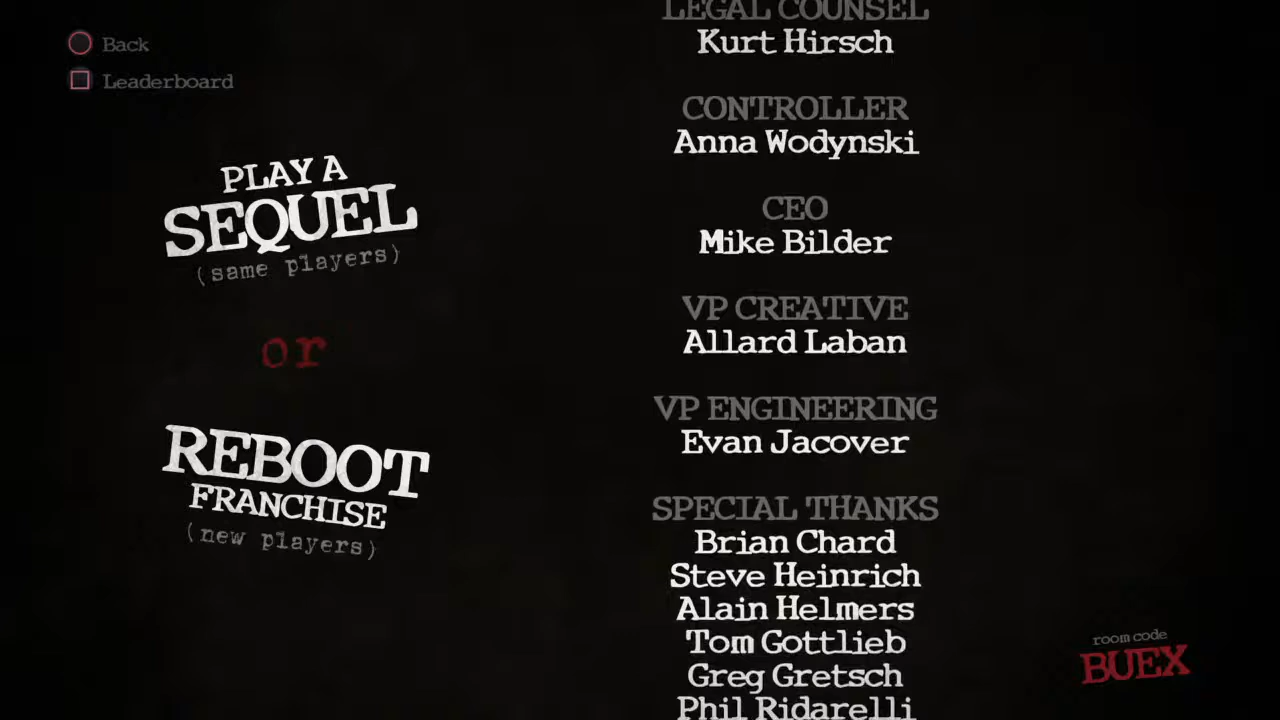 Back
Leaderboard
PLAY A
SEQUEL
(same players)
or
REBOOT
FRANCHISE
(new players)
LEGAL COUNSEL
Kurt Hirsch
CONTROLLER
Anna Wodynski
CEO
Mike Bilder
VP CREATIVE
Allard Laban
VP ENGINEERING
Evan Jacover
SPECIAL THANKS
Brian Chard
Steve Heinrich
Alain Helmers
Tom Gottlieb
Greg Gretsch
Phil Ridarelli
room code
BUEX